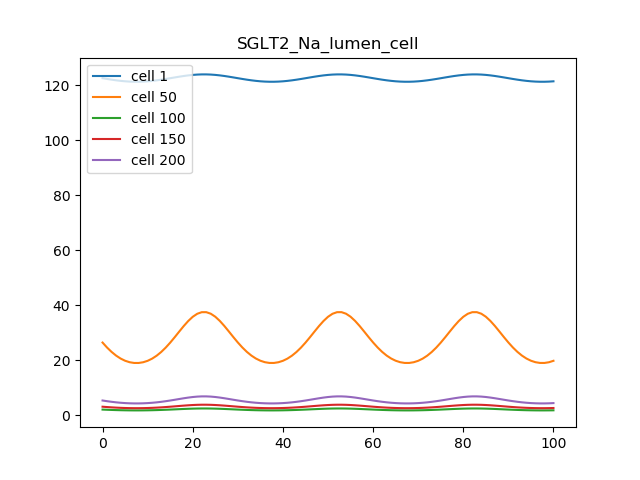 SGLT2_Na_lumen_cell
cell 1
cell 50
cell 100
cell 150
cell 200
120
100
80
60
40
20
0
0 20 40 60 80 100